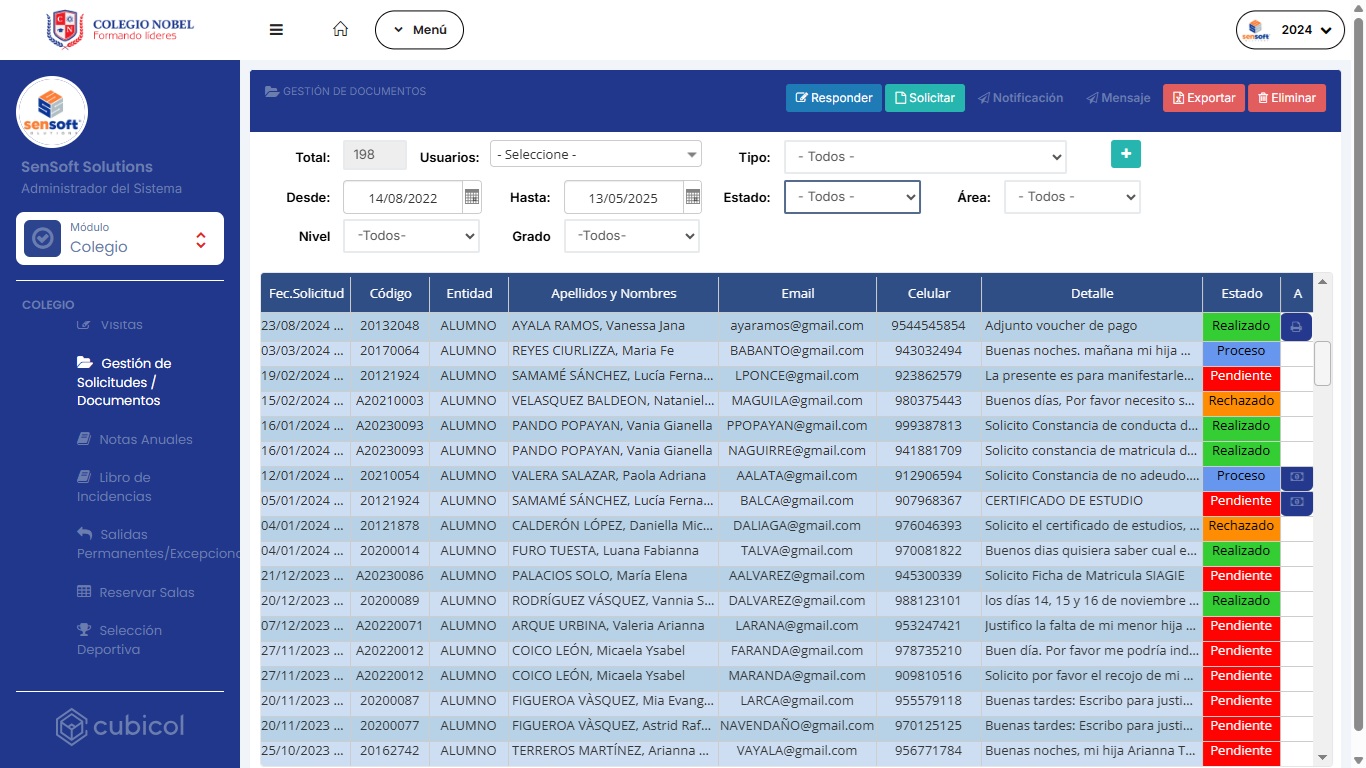 COLEGIO NOBEL
Formando líderes
Menú
sensoft
2024
sensoft
SOLUTIONS
SenSoft Solutions
Administrador del Sistema
Módulo
Colegio
COLEGIO
Visitas
Gestión de
Solicitudes /
Documentos
Notas Anuales
Libro de
Incidencias
Salidas
Permanentes/Excepciona
Reservar Salas
Selección
Deportiva
cubicol
GESTIÓN DE DOCUMENTOS
Responder Solicitar Notificación Mensaje Exportar Eliminar
Total: 198 Usuarios: - Seleccione - Tipo: - Todos - +
Desde: 14/08/2022 Hasta: 13/05/2025 Estado: - Todos - Área: - Todos -
Nivel -Todos- Grado -Todos-
Fec.Solicitud Código Entidad Apellidos y Nombres Email Celular Detalle Estado A
23/08/2024 ... 20132048 ALUMNO AYALA RAMOS, Vanessa Jana ayaramos@gmail.com 9544545854 Adjunto voucher de pago Realizado
03/03/2024 ... 20170064 ALUMNO REYES CIURLIZZA, Maria Fe BABANTO@gmail.com 943032494 Buenas noches. mañana mi hija ... Proceso
19/02/2024 ... 20121924 ALUMNO SAMAMÉ SÁNCHEZ, Lucía Ferna... LPONCE@gmail.com 923862579 La presente es para manifestarle... Pendiente
15/02/2024 ... A20210003 ALUMNO VELASQUEZ BALDEON, Nataniel... MAGUILA@gmail.com 980375443 Buenos días, Por favor necesito s... Rechazado
16/01/2024 ... A20230093 ALUMNO PANDO POPAYAN, Vania Gianella PPOPAYAN@gmail.com 999387813 Solicito Constancia de conducta d... Realizado
16/01/2024 ... A20230093 ALUMNO PANDO POPAYAN, Vania Gianella NAGUIRRE@gmail.com 941881709 Solicito constancia de matricula d... Realizado
12/01/2024 ... 20210054 ALUMNO VALERA SALAZAR, Paola Adriana AALATA@gmail.com 912906594 Solicito Constancia de no adeudo.... Proceso
05/01/2024 ... 20121924 ALUMNO SAMAMÉ SÁNCHEZ, Lucía Ferna... BALCA@gmail.com 907968367 CERTIFICADO DE ESTUDIO Pendiente
04/01/2024 ... 20121878 ALUMNO CALDERÓN LÓPEZ, Daniella Mic... DALIAGA@gmail.com 976046393 Solicito el certificado de estudios, ... Rechazado
04/01/2024 ... 20200014 ALUMNO FURO TUESTA, Luana Fabianna TALVA@gmail.com 970081822 Buenos dias quisiera saber cual e... Realizado
21/12/2023 ... A20230086 ALUMNO PALACIOS SOLO, María Elena AALVAREZ@gmail.com 945300339 Solicito Ficha de Matricula SIAGIE Pendiente
20/12/2023 ... 20200089 ALUMNO RODRÍGUEZ VÁSQUEZ, Vannia S... DALVAREZ@gmail.com 988123101 los días 14, 15 y 16 de noviembre ... Realizado
07/12/2023 ... A20220071 ALUMNO ARQUE URBINA, Valeria Arianna LARANA@gmail.com 953247421 Justifico la falta de mi menor hija ... Pendiente
27/11/2023 ... A20220012 ALUMNO COICO LEÓN, Micaela Ysabel FARANDA@gmail.com 978735210 Buen día. Por favor me podría ind... Pendiente
27/11/2023 ... A20220012 ALUMNO COICO LEÓN, Micaela Ysabel MARANDA@gmail.com 909810516 Solicito por favor el recojo de mi ... Pendiente
20/11/2023 ... 20200087 ALUMNO FIGUEROA VÀSQUEZ, Mia Evang... LARCA@gmail.com 955579118 Buenas tardes: Escribo para justi... Pendiente
20/11/2023 ... 20200077 ALUMNO FIGUEROA VÀSQUEZ, Astrid Raf... NAVENDAÑO@gmail.com 970125125 Buenas tardes: Escribo para justi... Pendiente
25/10/2023 ... 20162742 ALUMNO TERREROS MARTÍNEZ, Arianna ... VAYALA@gmail.com 956771784 Buenas noches, mi hija Arianna T... Pendiente